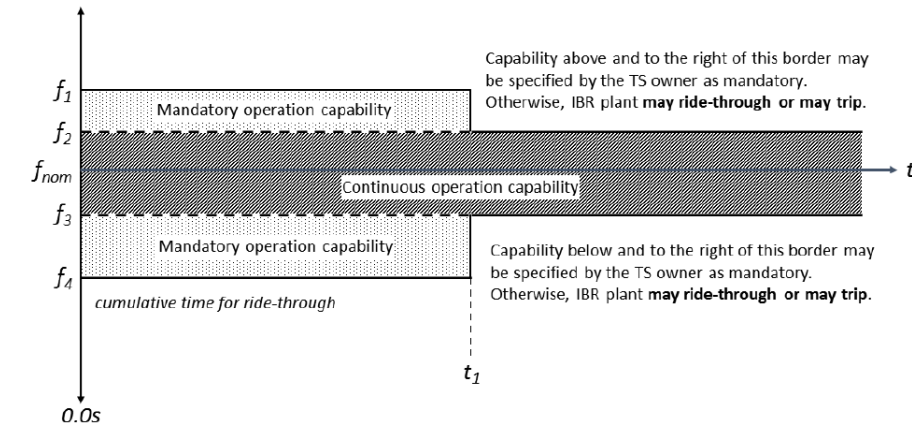 Capability above and to the right of this border may
be specified by the TS owner as mandatory.
Otherwise, IBR plant may ride-through or may trip.
f1
Mandatory operation capability
f2
fnom
t
Continuous operation capability
f3
Mandatory operation capability
Capability below and to the right of this border may
be specified by the TS owner as mandatory.
Otherwise, IBR plant may ride-through or may trip.
f4
cumulative time for ride-through
t1
0.0s